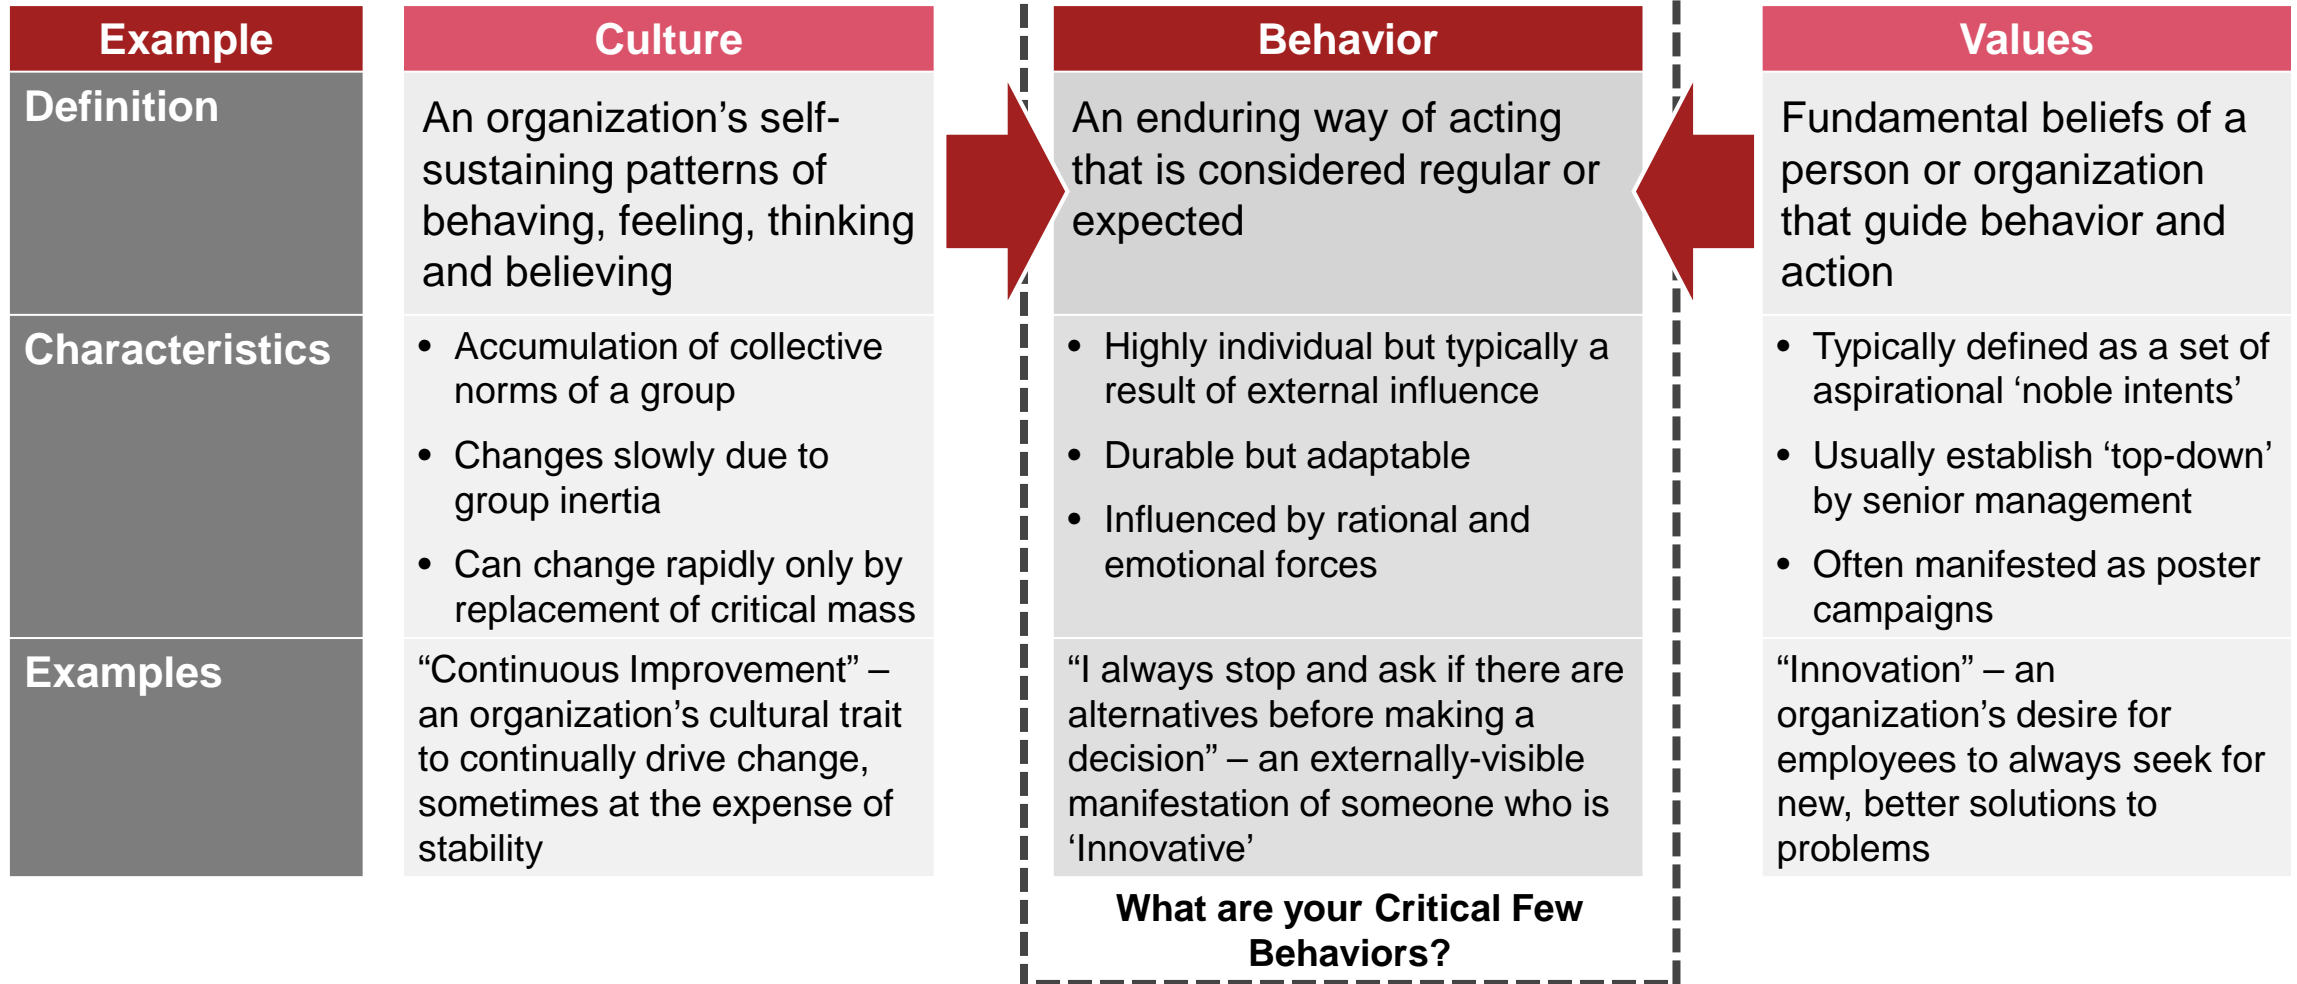 Example
Culture
Behavior
Values
Definition
An organization’s self-
sustaining patterns of
behaving, feeling, thinking
and believing
An enduring way of acting
that is considered regular or
expected
Fundamental beliefs of a
person or organization
that guide behavior and
action
Characteristics
• Accumulation of collective
norms of a group
• Changes slowly due to
group inertia
• Can change rapidly only by
replacement of critical mass
• Highly individual but typically a
result of external influence
• Durable but adaptable
• Influenced by rational and
emotional forces
• Typically defined as a set of
aspirational ‘noble intents’
• Usually establish ‘top-down’
by senior management
• Often manifested as poster
campaigns
Examples
“Continuous Improvement” –
an organization’s cultural trait
to continually drive change,
sometimes at the expense of
stability
“I always stop and ask if there are
alternatives before making a
decision” – an externally-visible
manifestation of someone who is
‘Innovative’
“Innovation” – an
organization’s desire for
employees to always seek for
new, better solutions to
problems
What are your Critical Few
Behaviors?